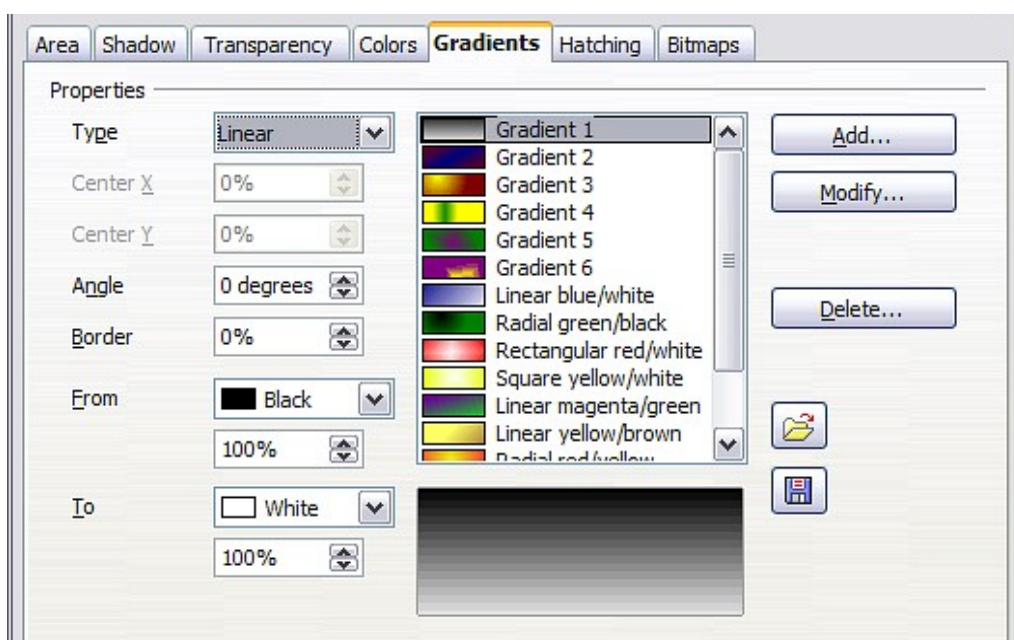 Area Shadow Transparency Colors Gradients Hatching Bitmaps
Properties
Type Linear
Center X 0%
Center Y 0%
Angle 0 degrees
Border 0%
From Black
100%
To White
100%
Gradient 1
Gradient 2
Gradient 3
Gradient 4
Gradient 5
Gradient 6
Linear blue/white
Radial green/black
Rectangular red/white
Square yellow/white
Linear magenta/green
Linear yellow/brown
Radial red/yellow
Add...
Modify...
Delete...